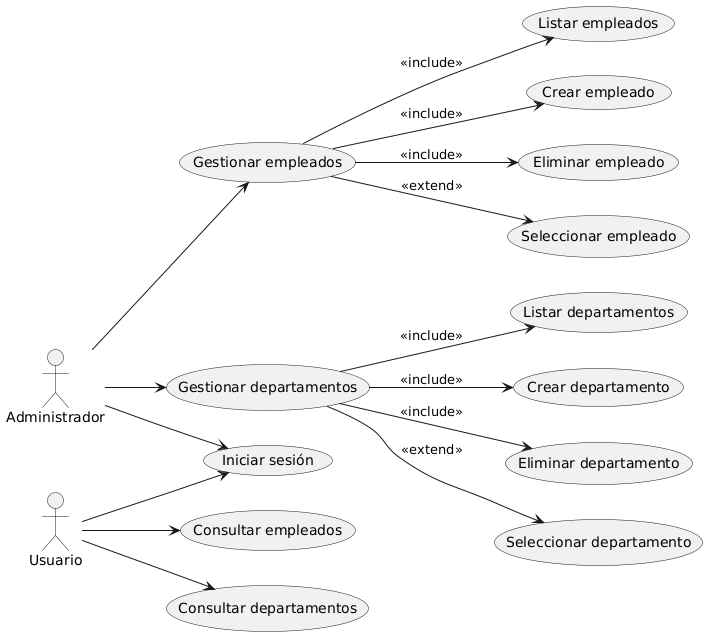 Listar empleados
«include»
Crear empleado
«include»
Gestionar empleados
«include»
Eliminar empleado
«extend»
Seleccionar empleado
Listar departamentos
«include»
Administrador
Gestionar departamentos
«include»
Crear departamento
«include»
Eliminar departamento
«extend»
Iniciar sesión
Consultar empleados
Seleccionar departamento
Usuario
Consultar departamentos